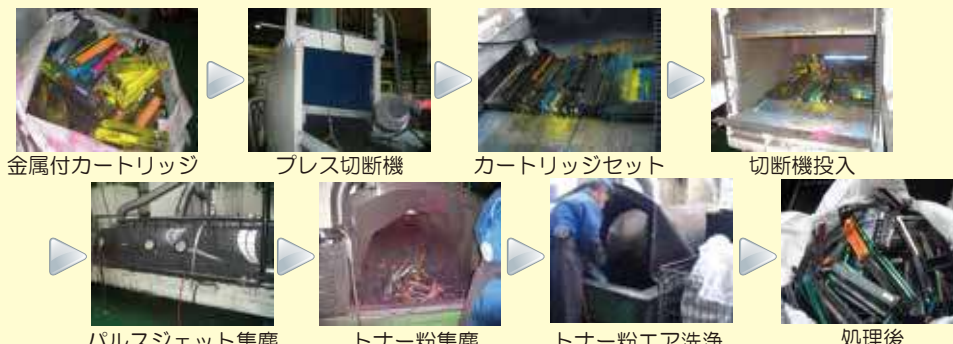 金属付カートリッジ
プレス切断機
カートリッジセット
切断機投入
パルスジェット集塵
トナー粉集塵
トナー粉エア洗浄
処理後